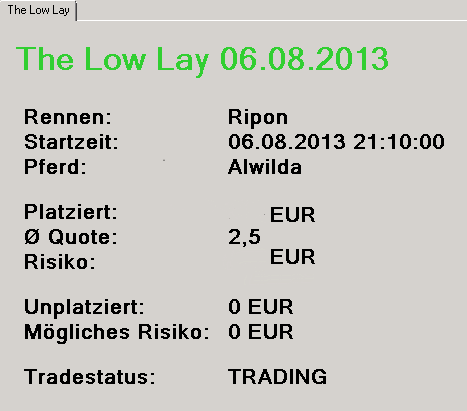 The Low Lay
The Low Lay 06.08.2013
Rennen: Ripon
Startzeit: 06.08.2013 21:10:00
Pferd: Alwilda
Platziert: EUR
Ø Quote: 2,5
Risiko: EUR
Unplatziert: 0 EUR
Mögliches Risiko: 0 EUR
Tradestatus: TRADING